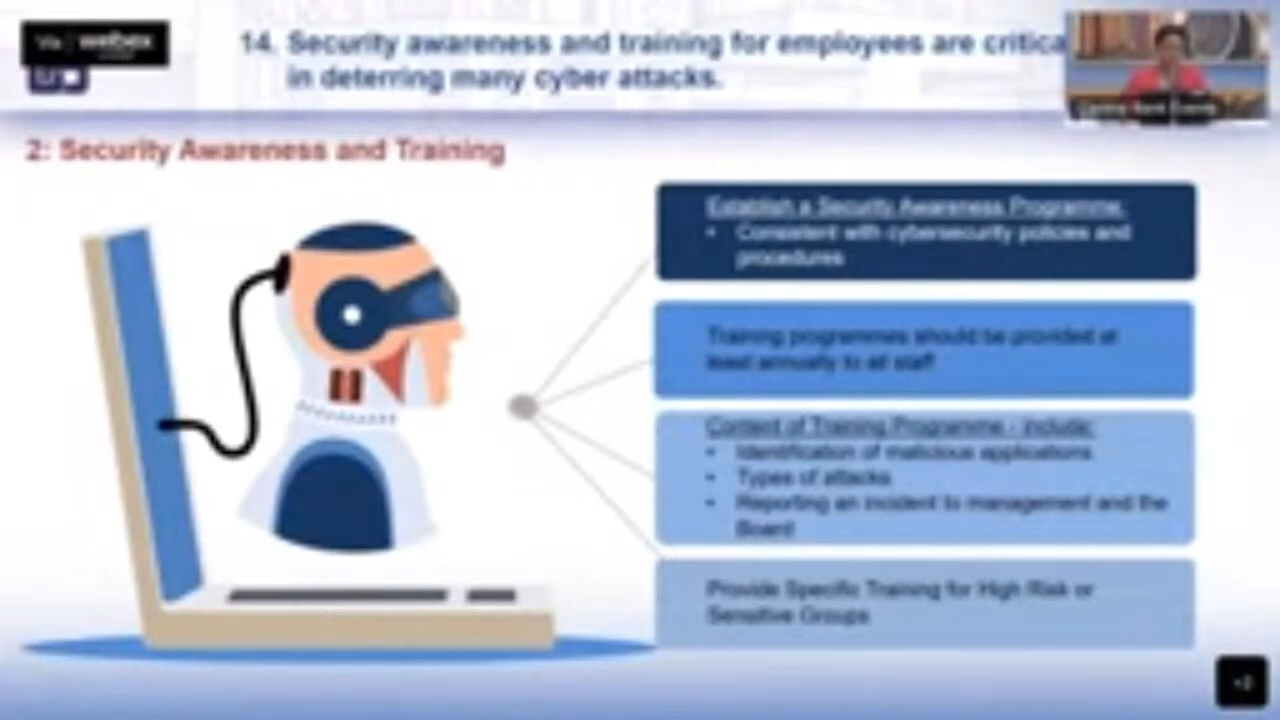 Via webex
14. Security awareness and training for employees are critica
in deterring many cyber attacks.
2: Security Awareness and Training
Establish a Security Awareness Programme:
• Consistent with cybersecurity policies and
procedures
Training programmes should be provided at
least annually to all staff
Content of Training Programme - include:
• Identification of malicious applications
• Types of attacks
• Reporting an incident to management and the
Board
Provide Specific Training for High Risk or
Sensitive Groups